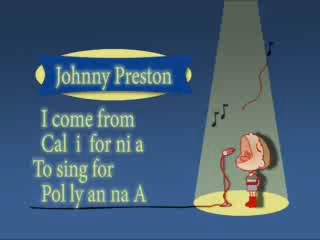 Johnny Preston
I come from
Cal i for ni a
To sing for
Pol ly an na A